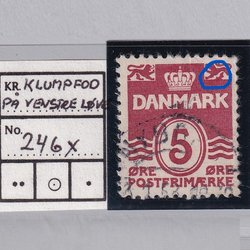 KR. KLUMPFOD
PÅ VENSTRE LØVE
No. 246x
DANMARK
5
ØRE ØRE
POSTFRIMÆRKE